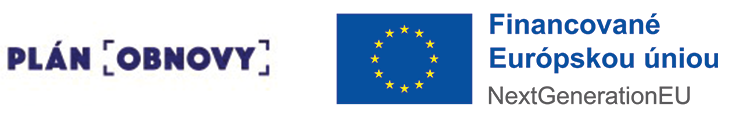 PLÁN [OBNOVY]
Financované
Európskou úniou
NextGenerationEU